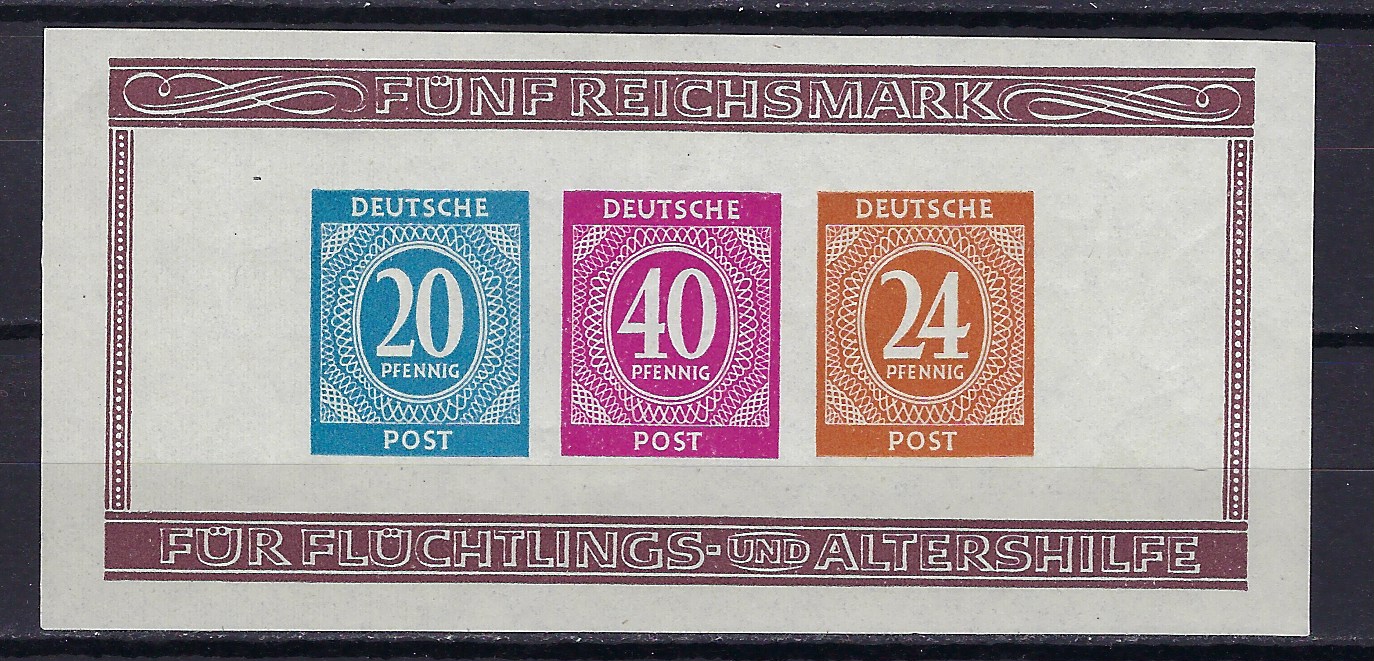 FÜNF REICHSMARK
DEUTSCHE
20
PFENNIG
POST
DEUTSCHE
40
PFENNIG
POST
DEUTSCHE
24
PFENNIG
POST
FÜR FLÜCHTLINGS-UND ALTERSHILFE